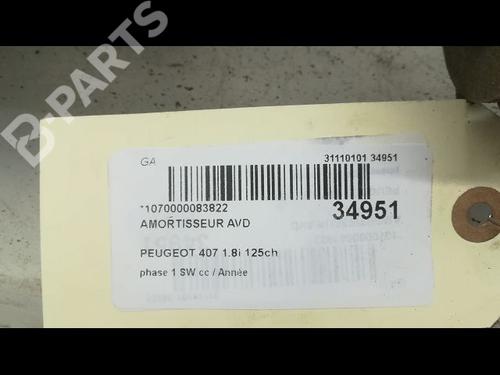 B-PARTS
GA
31110101 34951
*1070000083822
34951
AMORTISSEUR AVD
PEUGEOT 407 1.8i 125ch
phase 1 SW cc / Année